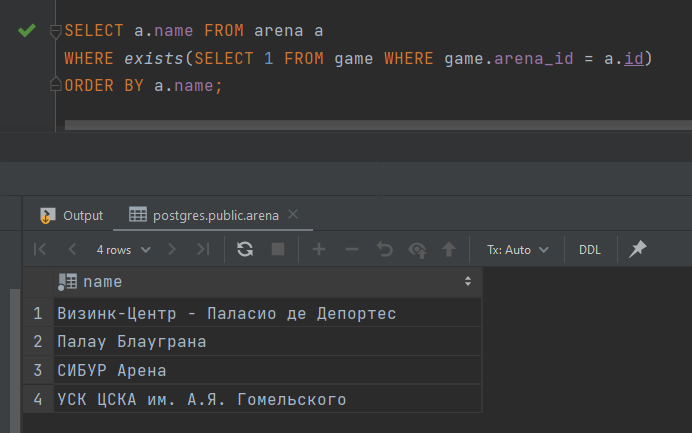 SELECT a.name FROM arena a
WHERE exists(SELECT 1 FROM game WHERE game.arena_id = a.id)
ORDER BY a.name;
Output
postgres.public.arena
4 rows
Tx: Auto
DDL
name
1 Визинк-Центр - Паласио де Депортес
2 Палау Блауграна
3 СИБУР Арена
4 УСК ЦСКА им. А.Я. Гомельского